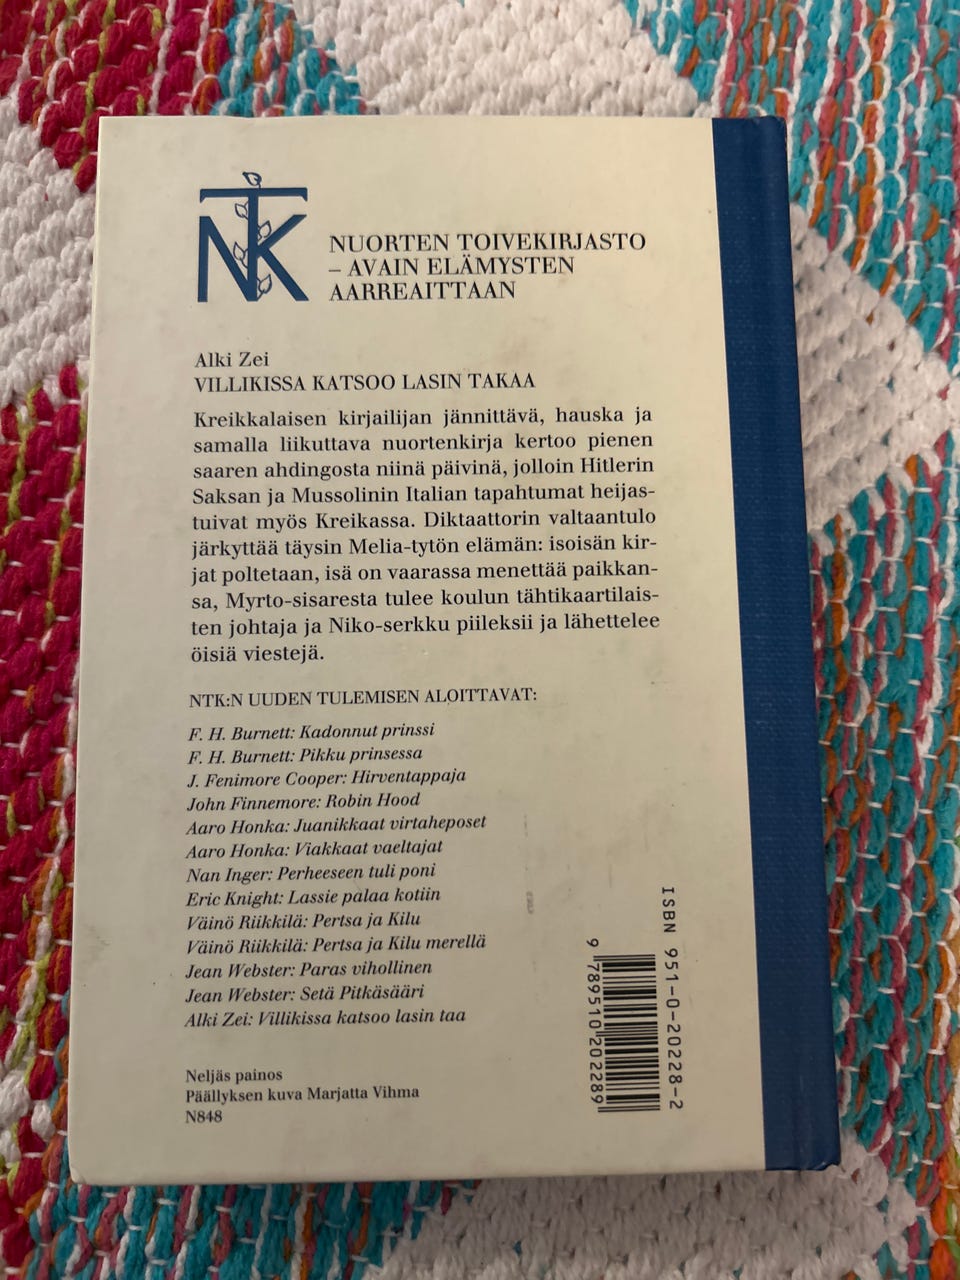 NTK
NUORTEN TOIVEKIRJASTO
– AVAIN ELÄMYSTEN
AARREAITTAAN
Alki Zei
VILLIKISSA KATSOO LASIN TAKAA
Kreikkalaisen kirjailijan jännittävä, hauska ja
samalla liikuttava nuortenkirja kertoo pienen
saaren ahdingosta niinä päivinä, jolloin Hitlerin
Saksan ja Mussolinin Italian tapahtumat heijas-
tuivat myös Kreikassa. Diktaattorin valtaantulo
järkyttää täysin Melia-tytön elämän: isoisän kir-
jat poltetaan, isä on vaarassa menettää paikkan-
sa, Myrto-sisaresta tulee koulun tähtikaartilais-
ten johtaja ja Niko-serkku piileksii ja lähettelee
öisiä viestejä.
NTK:N UUDEN TULEMISEN ALOITTAVAT:
F. H. Burnett: Kadonnut prinssi
F. H. Burnett: Pikku prinsessa
J. Fenimore Cooper: Hirventappaja
John Finnemore: Robin Hood
Aaro Honka: Juanikkaat virtaheposet
Aaro Honka: Viakkaat vaeltajat
Nan Inger: Perheeseen tuli poni
Eric Knight: Lassie palaa kotiin
Väinö Riikkilä: Pertsa ja Kilu
Väinö Riikkilä: Pertsa ja Kilu merellä
Jean Webster: Paras vihollinen
Jean Webster: Setä Pitkäsääri
Alki Zei: Villikissa katsoo lasin taa
Neljäs painos
Päällyksen kuva Marjatta Vihma
N848
ISBN 951-0-20228-2
9 789510 202289